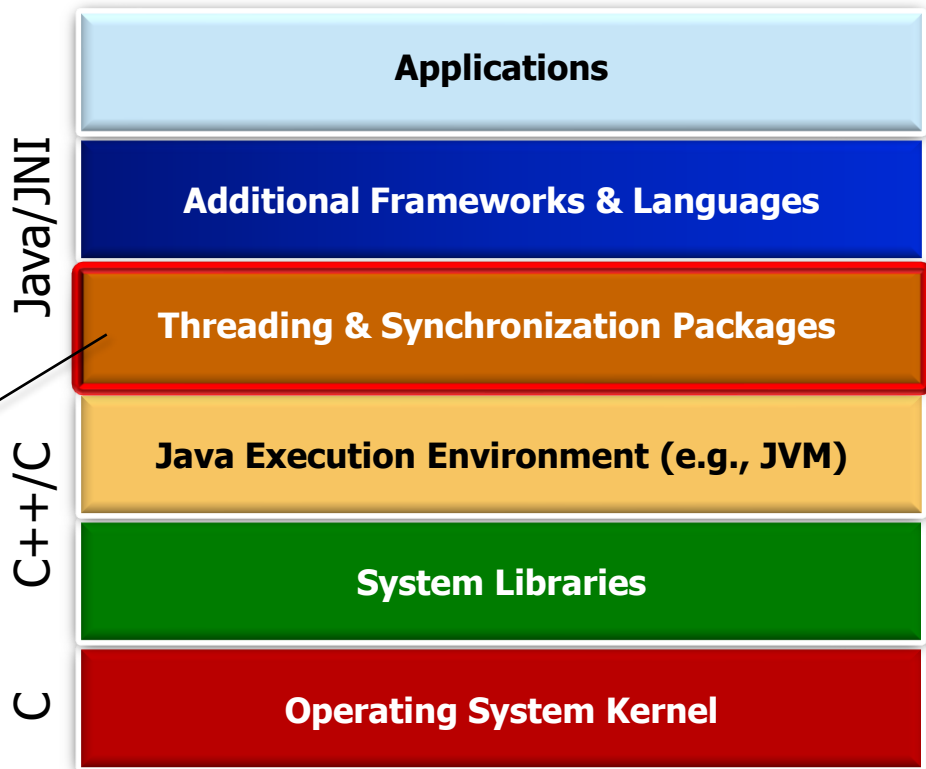 Applications
Java/JNI
Additional Frameworks & Languages
Threading & Synchronization Packages
C++/C
Java Execution Environment (e.g., JVM)
System Libraries
C
Operating System Kernel